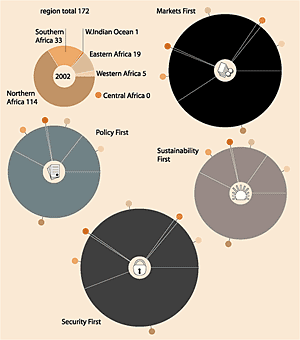 region total 172
Markets First
Southern
Africa 33
W.Indian Ocean 1
Eastern Africa 19
2002
Western Africa 5
Northern
Africa 114
Central Africa 0
Policy First
Sustainability
First
Security First